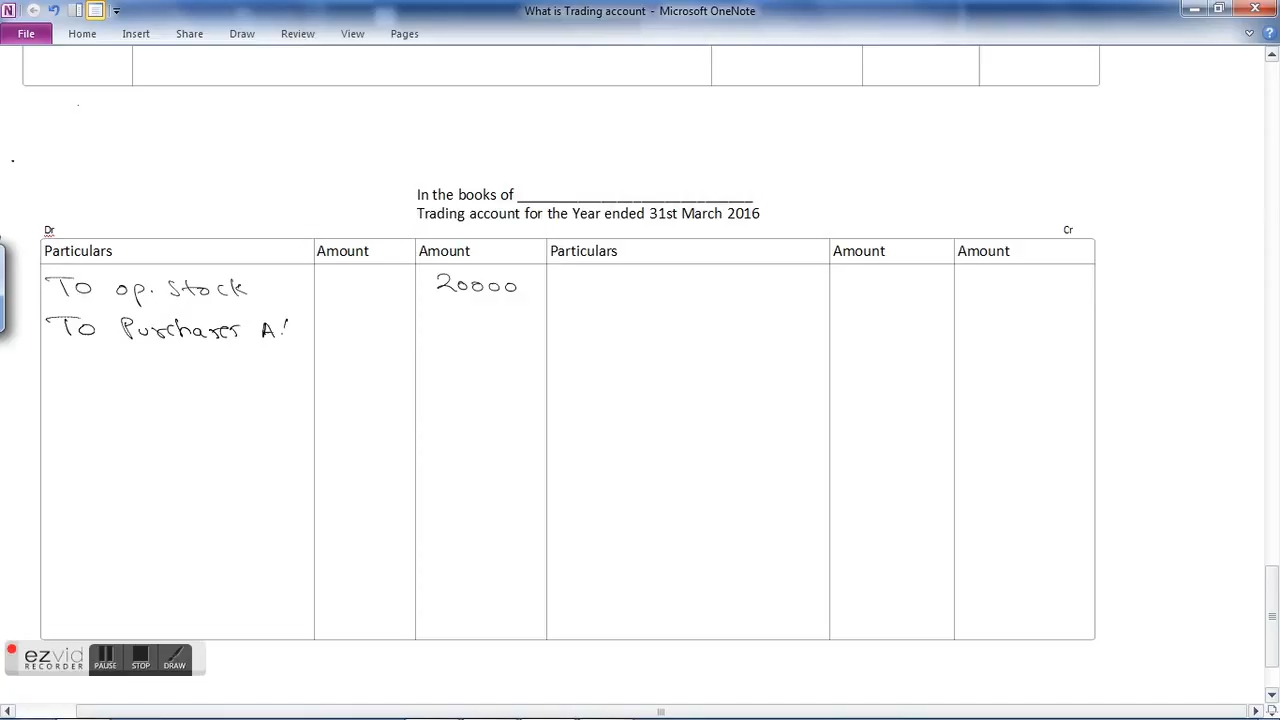 What is Trading account - Microsoft OneNote
File Home Insert Share Draw Review View Pages
In the books of ____________________________
Trading account for the Year ended 31st March 2016
Dr Cr
Particulars Amount Amount Particulars Amount Amount
To op. Stock 20000
To Purchases
ezvid
RECORDER
PAUSE STOP DRAW